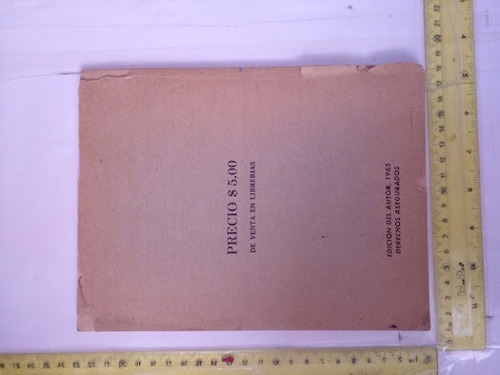 PRECIO $ 5.00
DE VENTA EN LIBRERIAS
EDICION DEL AUTOR, 1965
DERECHOS ASEGURADOS